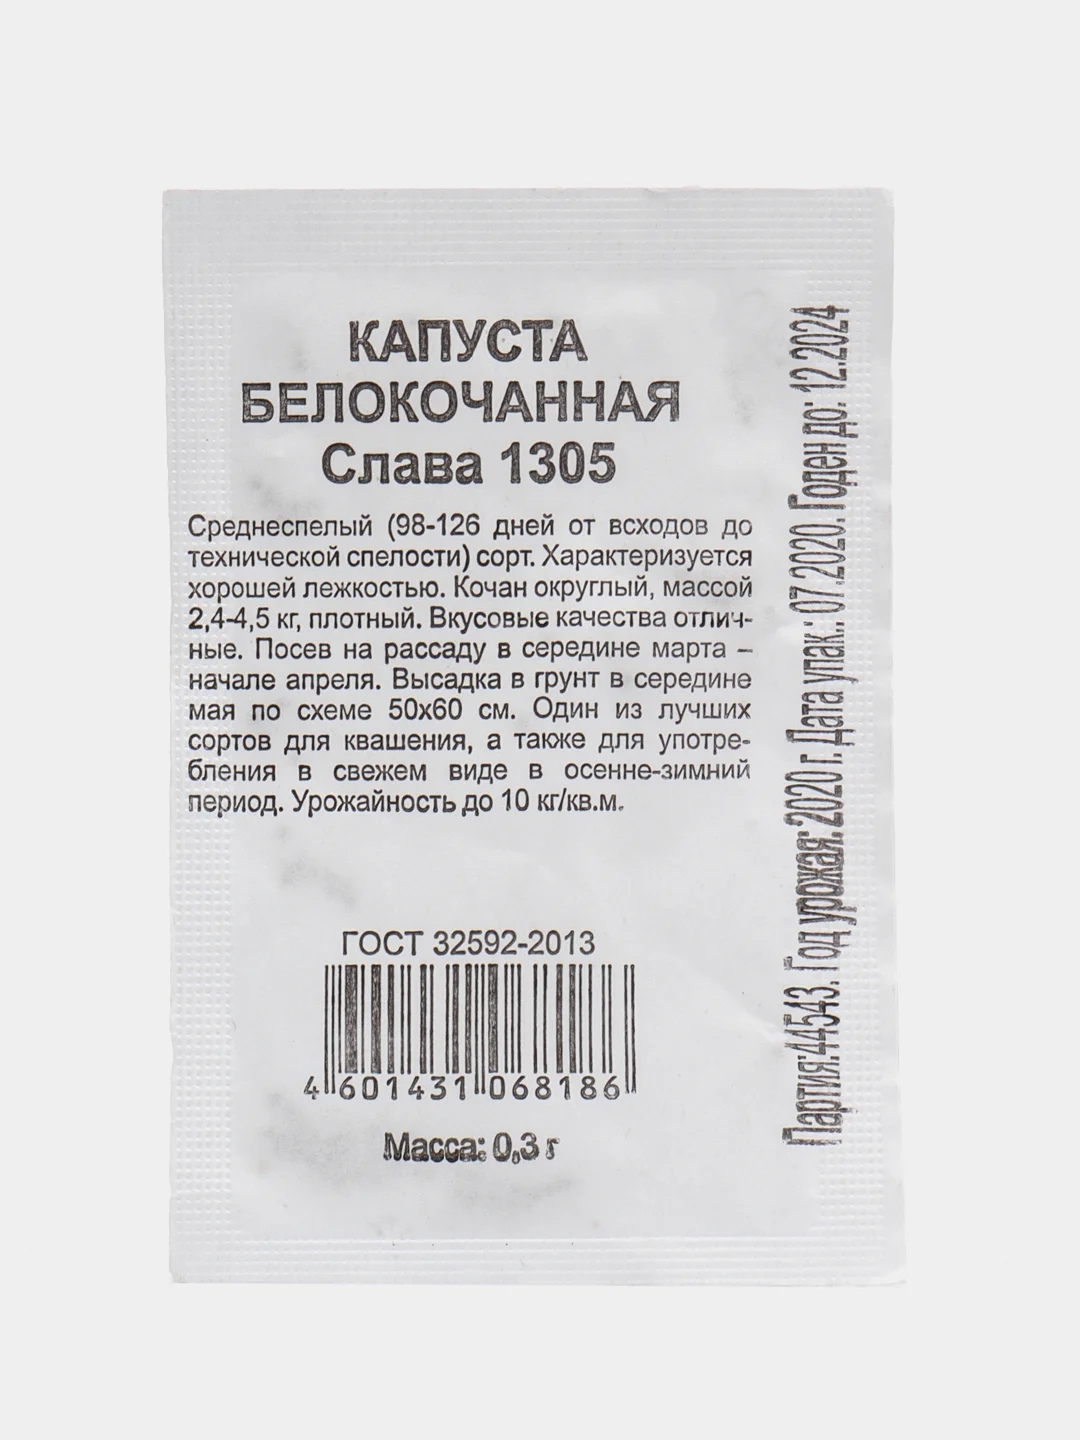 КАПУСТА
БЕЛОКОЧАННАЯ
Слава 1305
Среднеспелый (98-126 дней от всходов до
технической спелости) сорт. Характеризуется
хорошей лежкостью. Кочан округлый, массой
2,4-4,5 кг, плотный. Вкусовые качества отлич-
ные. Посев на рассаду в середине марта –
начале апреля. Высадка в грунт в середине
мая по схеме 50х60 см. Один из лучших
сортов для квашения, а также для употре-
бления в свежем виде в осенне-зимний
период. Урожайность до 10 кг/кв.м.
ГОСТ 32592-2013
4 601431 068186
Масса: 0,3 г
Партия:44543. Год урожая: 2020 г. Дата упак.: 07.2020. Годен до: 12.2024